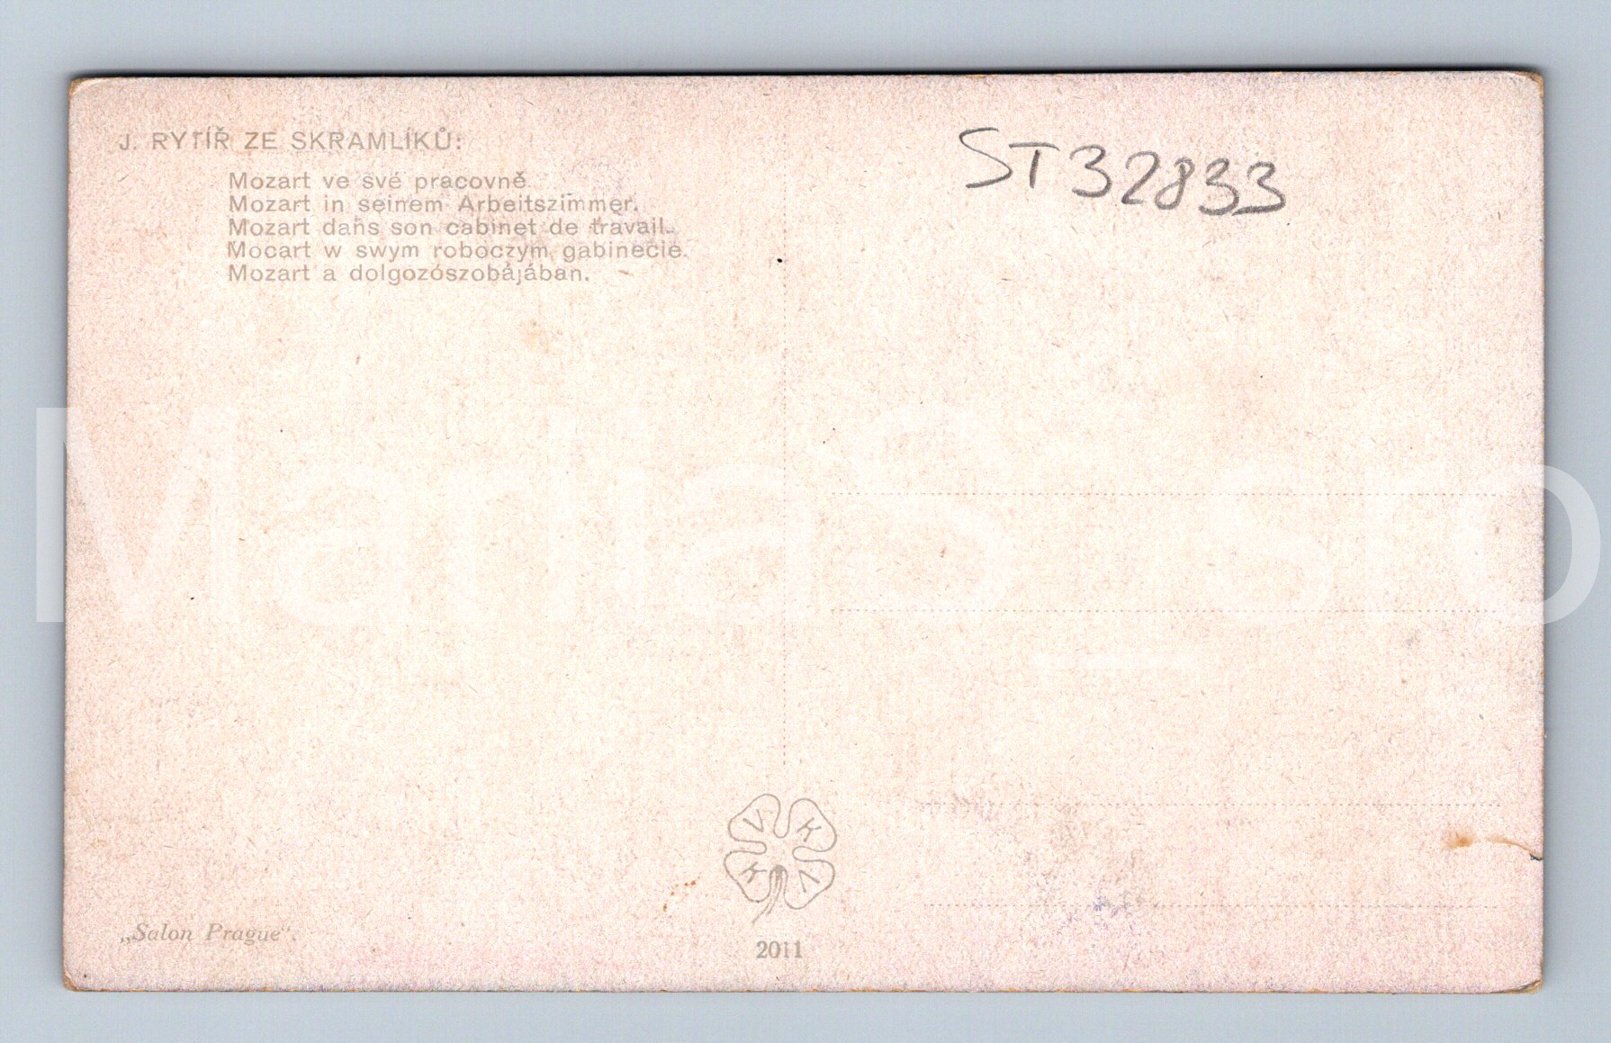 J. RYTÍŘ ZE SKRAMLÍKŮ:
Mozart ve své pracovně.
Mozart in seinem Arbeitszimmer.
Mozart dans son cabinet de travail.
Mocart w swym roboczym gabinecie.
Mozart a dolgozószobájában.
ST32833
V K
K V
„Salon Prague“.
2011